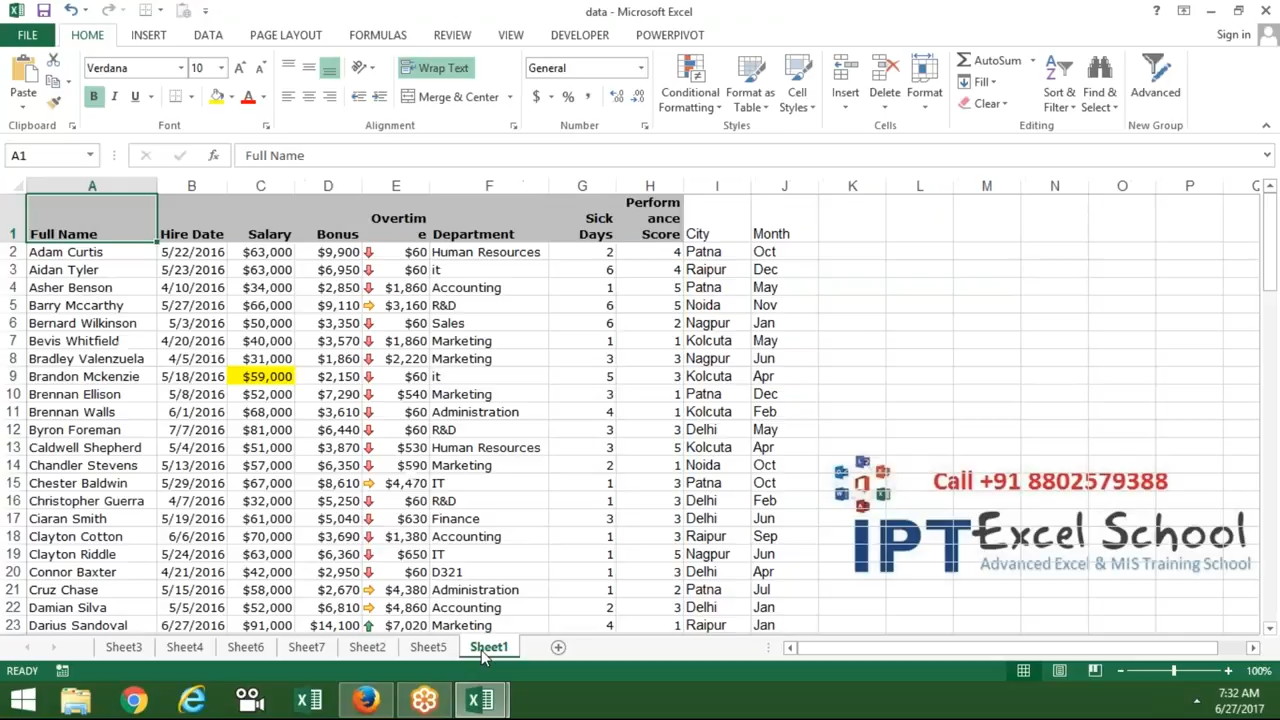 data - Microsoft Excel
?
FILE HOME INSERT DATA PAGE LAYOUT FORMULAS REVIEW VIEW DEVELOPER POWERPIVOT Sign in
Verdana 10 Wrap Text General AutoSum
Paste Conditional Format as Cell Insert Delete Format Fill Sort & Find & Advanced
B I U Merge & Center $ % Formatting Table Styles Clear Filter Select
Clipboard Font Alignment Number Styles Cells Editing New Group
A1 fx Full Name
A B C D E F G H I J K L M N O P
1 Full Name Hire Date Salary Bonus Overtime Department Sick Days Performance Score City Month
2 Adam Curtis 5/22/2016 $63,000 $9,900 $60 Human Resources 2 4 Patna Oct
3 Aidan Tyler 5/23/2016 $63,000 $6,950 $60 it 6 4 Raipur Dec
4 Asher Benson 4/10/2016 $34,000 $2,850 $1,860 Accounting 1 5 Patna May
5 Barry Mccarthy 5/27/2016 $66,000 $9,110 $3,160 R&D 6 5 Noida Nov
6 Bernard Wilkinson 5/3/2016 $50,000 $3,350 $60 Sales 6 2 Nagpur Jan
7 Bevis Whitfield 4/20/2016 $40,000 $3,570 $1,860 Marketing 1 1 Kolcuta May
8 Bradley Valenzuela 4/5/2016 $31,000 $1,860 $2,220 Marketing 3 3 Nagpur Jun
9 Brandon Mckenzie 5/18/2016 $59,000 $2,150 $60 it 5 3 Kolcuta Apr
10 Brennan Ellison 5/8/2016 $52,000 $7,290 $540 Marketing 3 1 Patna Dec
11 Brennan Walls 6/1/2016 $68,000 $3,610 $60 Administration 4 1 Kolcuta Feb
12 Byron Foreman 7/7/2016 $81,000 $6,440 $60 R&D 3 3 Delhi May
13 Caldwell Shepherd 5/4/2016 $51,000 $3,870 $530 Human Resources 3 5 Kolcuta Apr
14 Chandler Stevens 5/13/2016 $57,000 $6,350 $590 Marketing 2 1 Noida Oct
15 Chester Baldwin 5/29/2016 $67,000 $8,610 $4,470 IT 1 3 Patna Oct
16 Christopher Guerra 4/7/2016 $32,000 $5,250 $60 R&D 1 3 Delhi Feb
17 Ciaran Smith 5/19/2016 $61,000 $5,040 $630 Finance 3 3 Delhi Jun
18 Clayton Cotton 6/0/2016 $70,000 $3,690 $1,380 Accounting 1 3 Raipur Sep
19 Clayton Riddle 5/24/2016 $63,000 $6,360 $650 IT 1 5 Nagpur Jun
20 Connor Baxter 4/21/2016 $42,000 $2,950 $60 D321 1 3 Delhi Apr
21 Cruz Chase 5/15/2016 $58,000 $2,670 $4,380 Administration 1 2 Patna Jul
22 Damian Silva 5/5/2016 $52,000 $6,810 $4,860 Accounting 2 3 Delhi Jan
23 Darius Sandoval 6/27/2016 $91,000 $14,100 $7,020 Marketing 4 1 Raipur Jan
Call +91 8802579388
iPT Excel School
Advanced Excel & MIS Training School
Sheet3 Sheet4 Sheet6 Sheet7 Sheet2 Sheet5 Sheet1
READY 100%
7:32 AM
6/27/2017